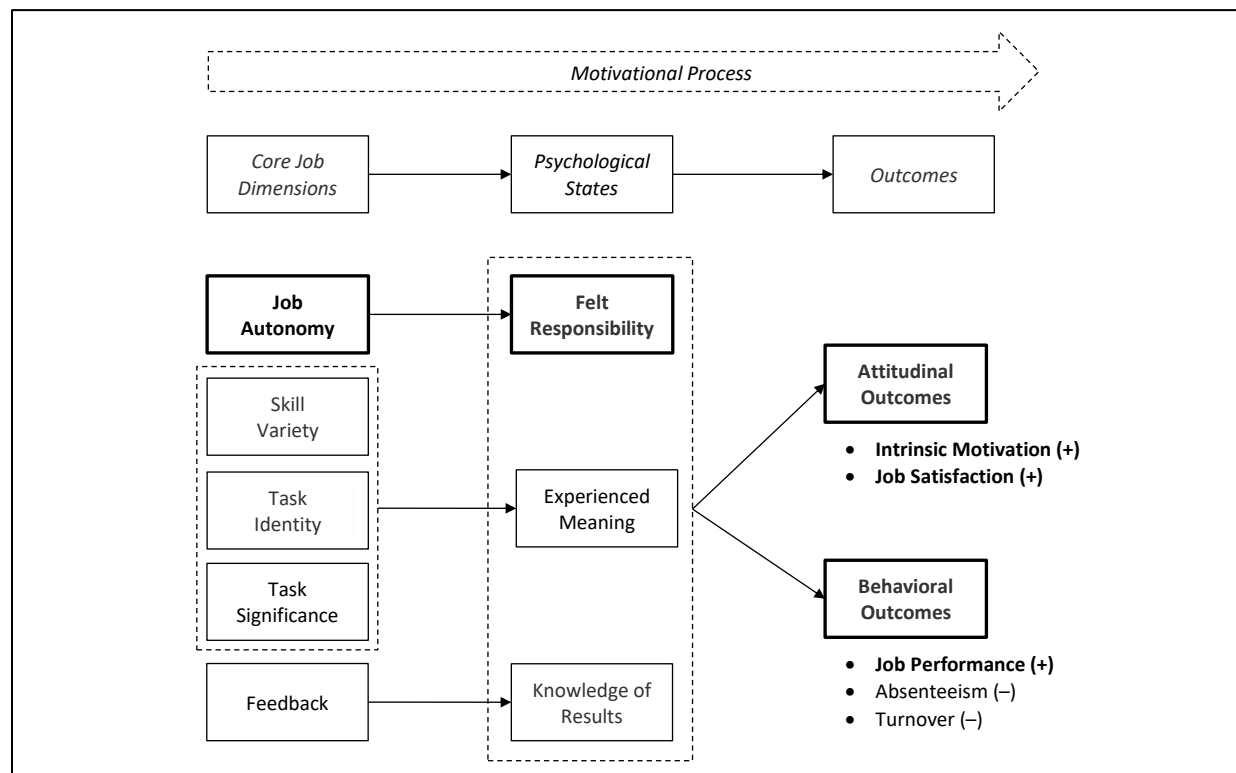 Motivational Process
Core Job
Dimensions
Psychological
States
Outcomes
Job
Autonomy
Felt
Responsibility
Skill
Variety
Task
Identity
Task
Significance
Experienced
Meaning
Feedback
Knowledge of
Results
Attitudinal
Outcomes
• Intrinsic Motivation (+)
• Job Satisfaction (+)
Behavioral
Outcomes
• Job Performance (+)
• Absenteeism (–)
• Turnover (–)